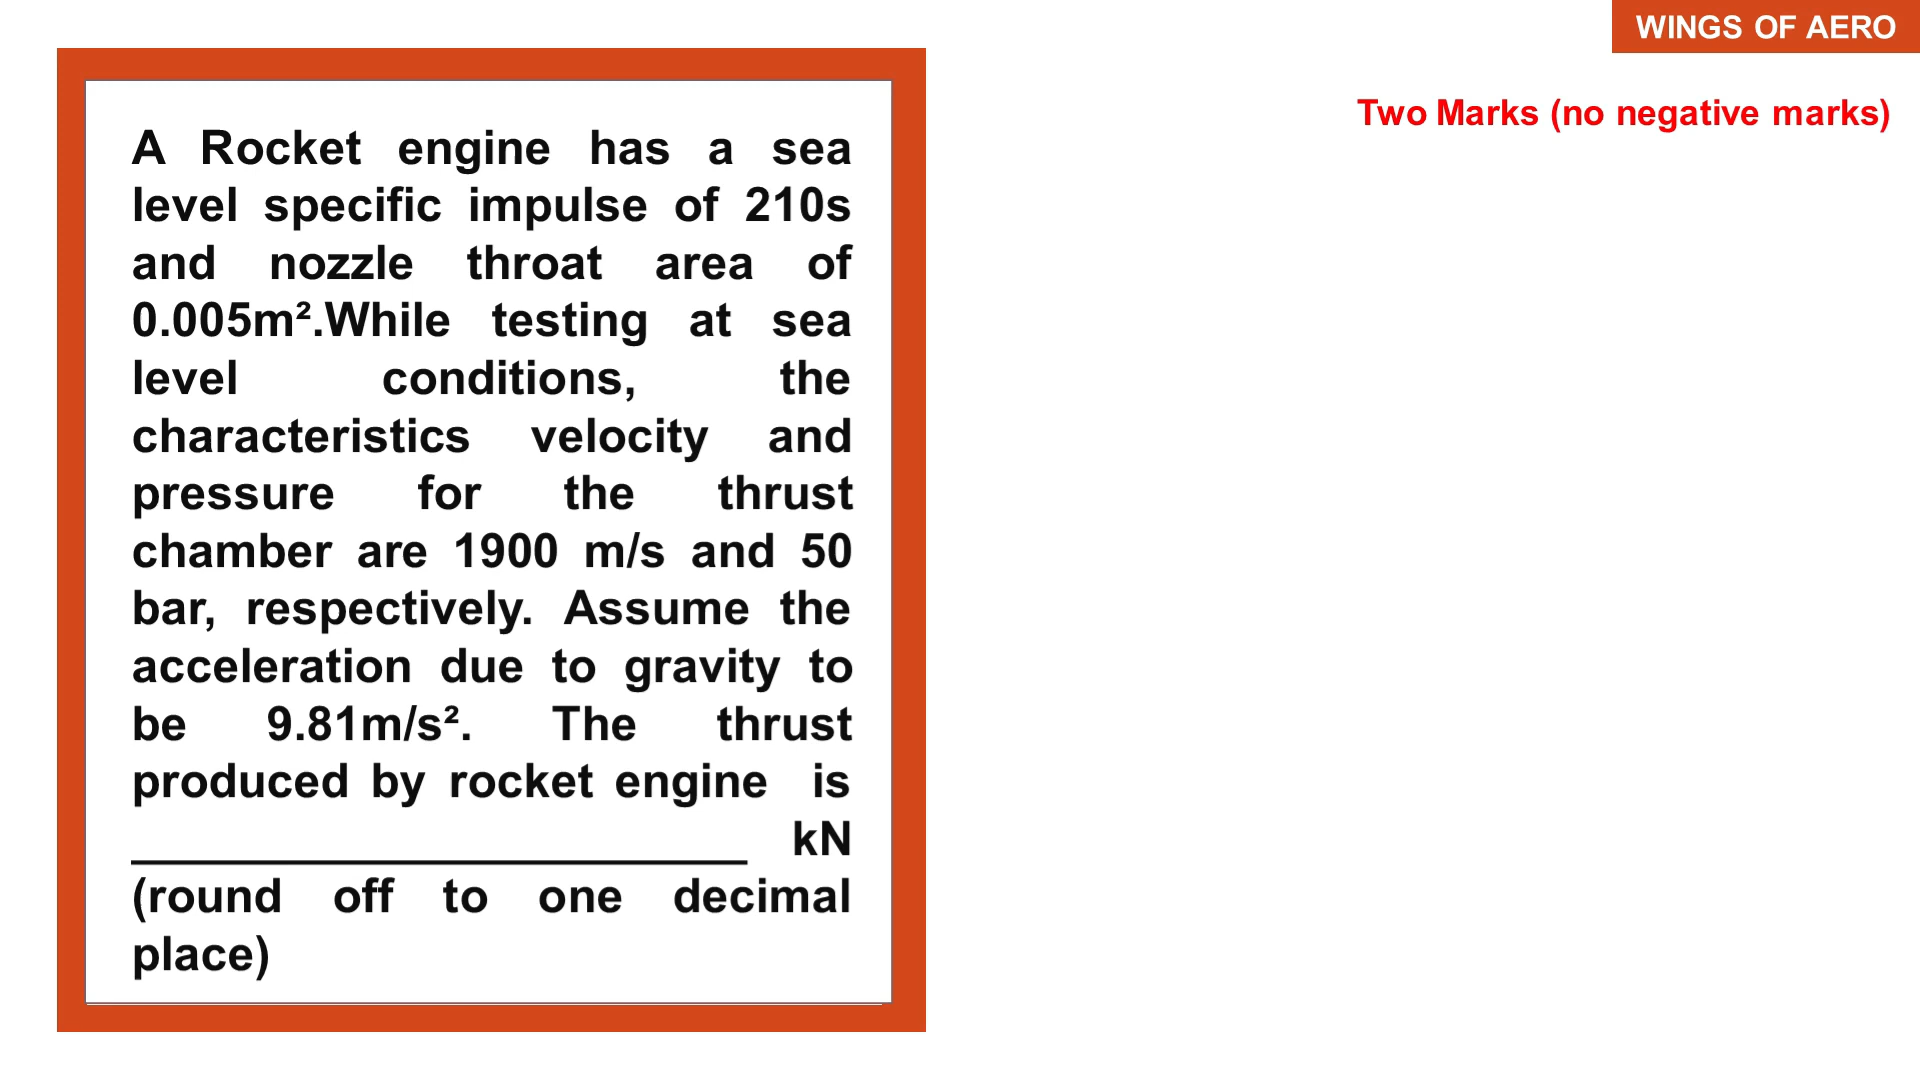 WINGS OF AERO
Two Marks (no negative marks)
A Rocket engine has a sea
level specific impulse of 210s
and nozzle throat area of
0.005m².While testing at sea
level conditions, the
characteristics velocity and
pressure for the thrust
chamber are 1900 m/s and 50
bar, respectively. Assume the
acceleration due to gravity to
be 9.81m/s². The thrust
produced by rocket engine is
_______________________ kN
(round off to one decimal
place)